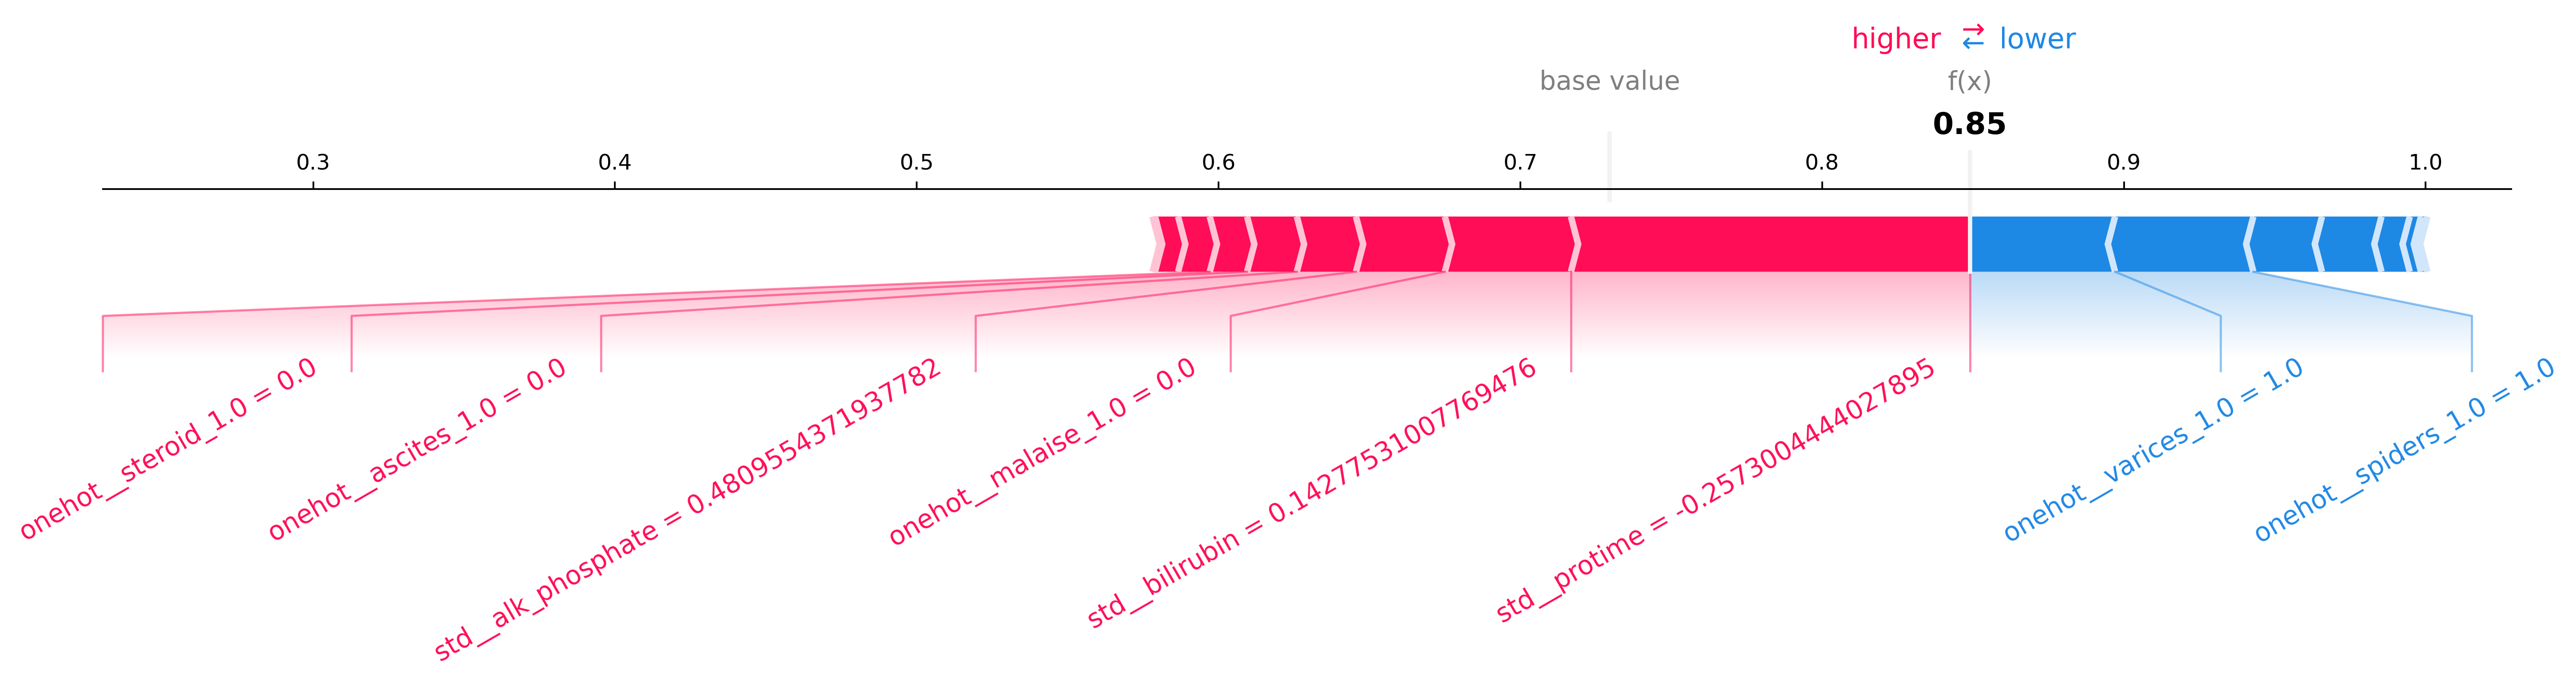 higher ⇄ lower
base value
f(x)
0.85
0.3 0.4 0.5 0.6 0.7 0.8 0.9 1.0
onehot__steroid_1.0 = 0.0
onehot__ascites_1.0 = 0.0
std__alk_phosphate = 0.4809554371937782
onehot__malaise_1.0 = 0.0
std__bilirubin = 0.14277531007769476
std__protime = -0.2573004444027895
onehot__varices_1.0 = 1.0
onehot__spiders_1.0 = 1.0